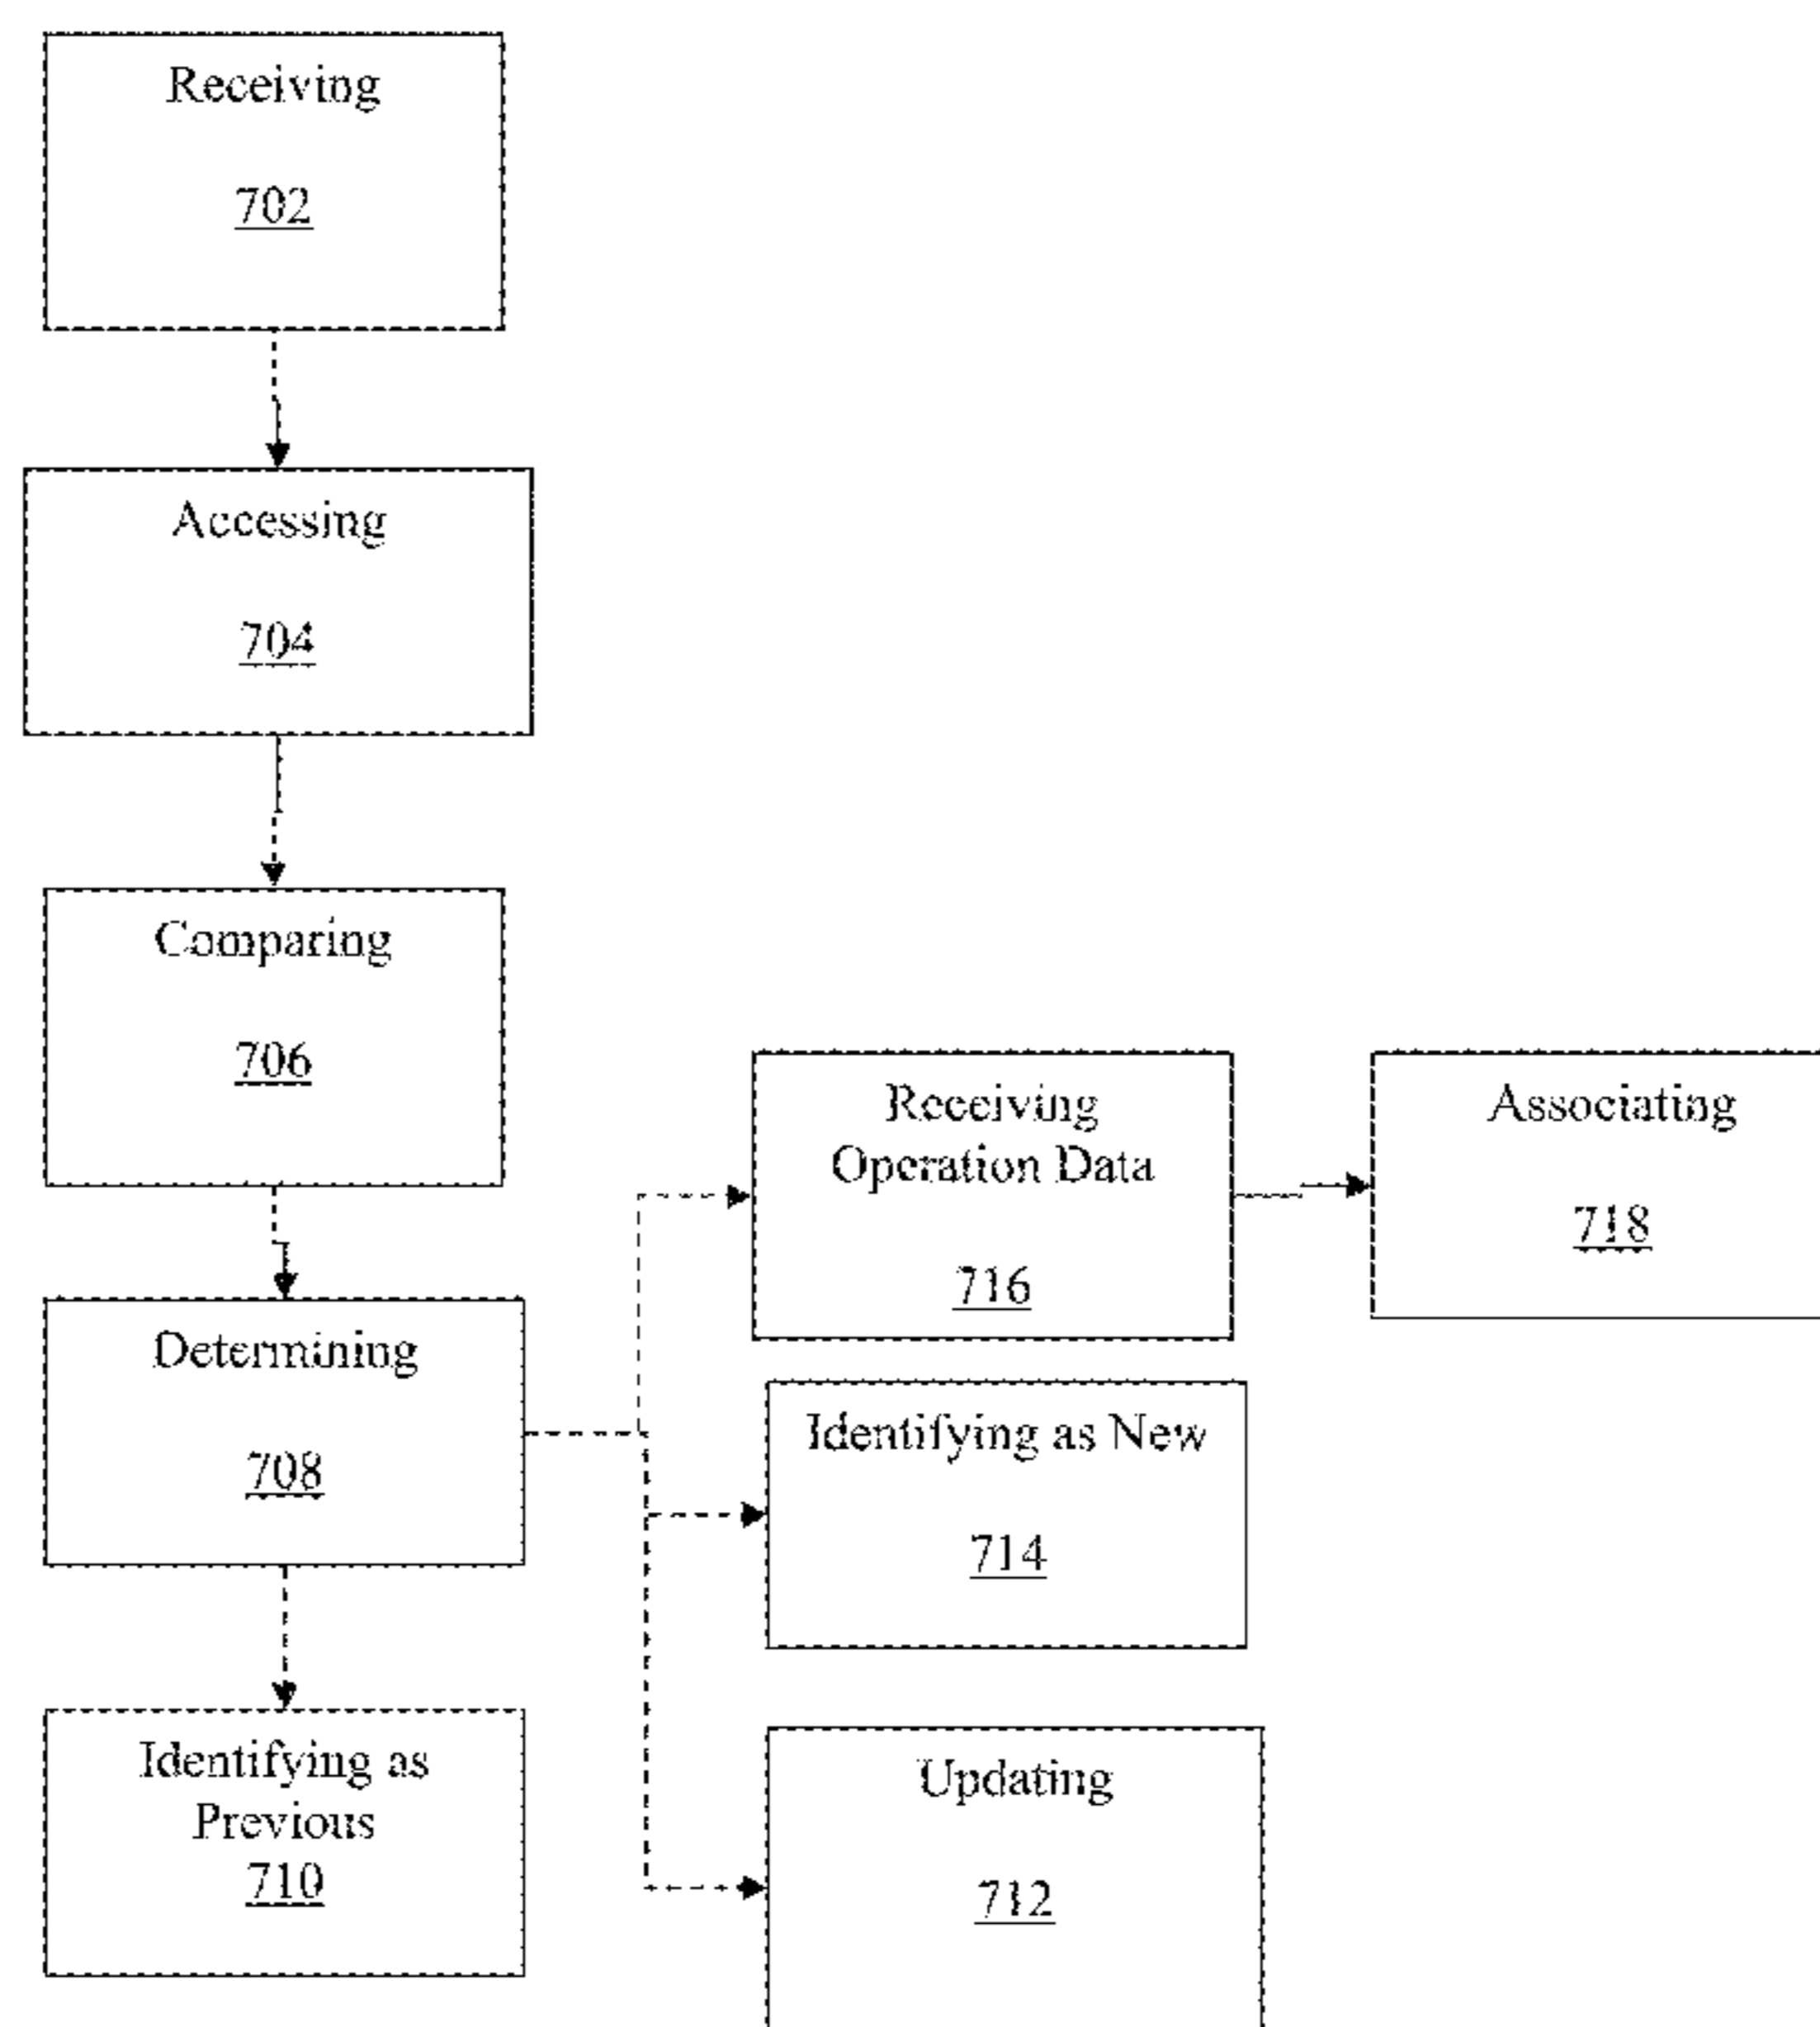 Receiving
702
Accessing
704
Comparing
706
Determining
708
Identifying as
Previous
710
Receiving
Operation Data
716
Associating
718
Identifying as New
714
Updating
712